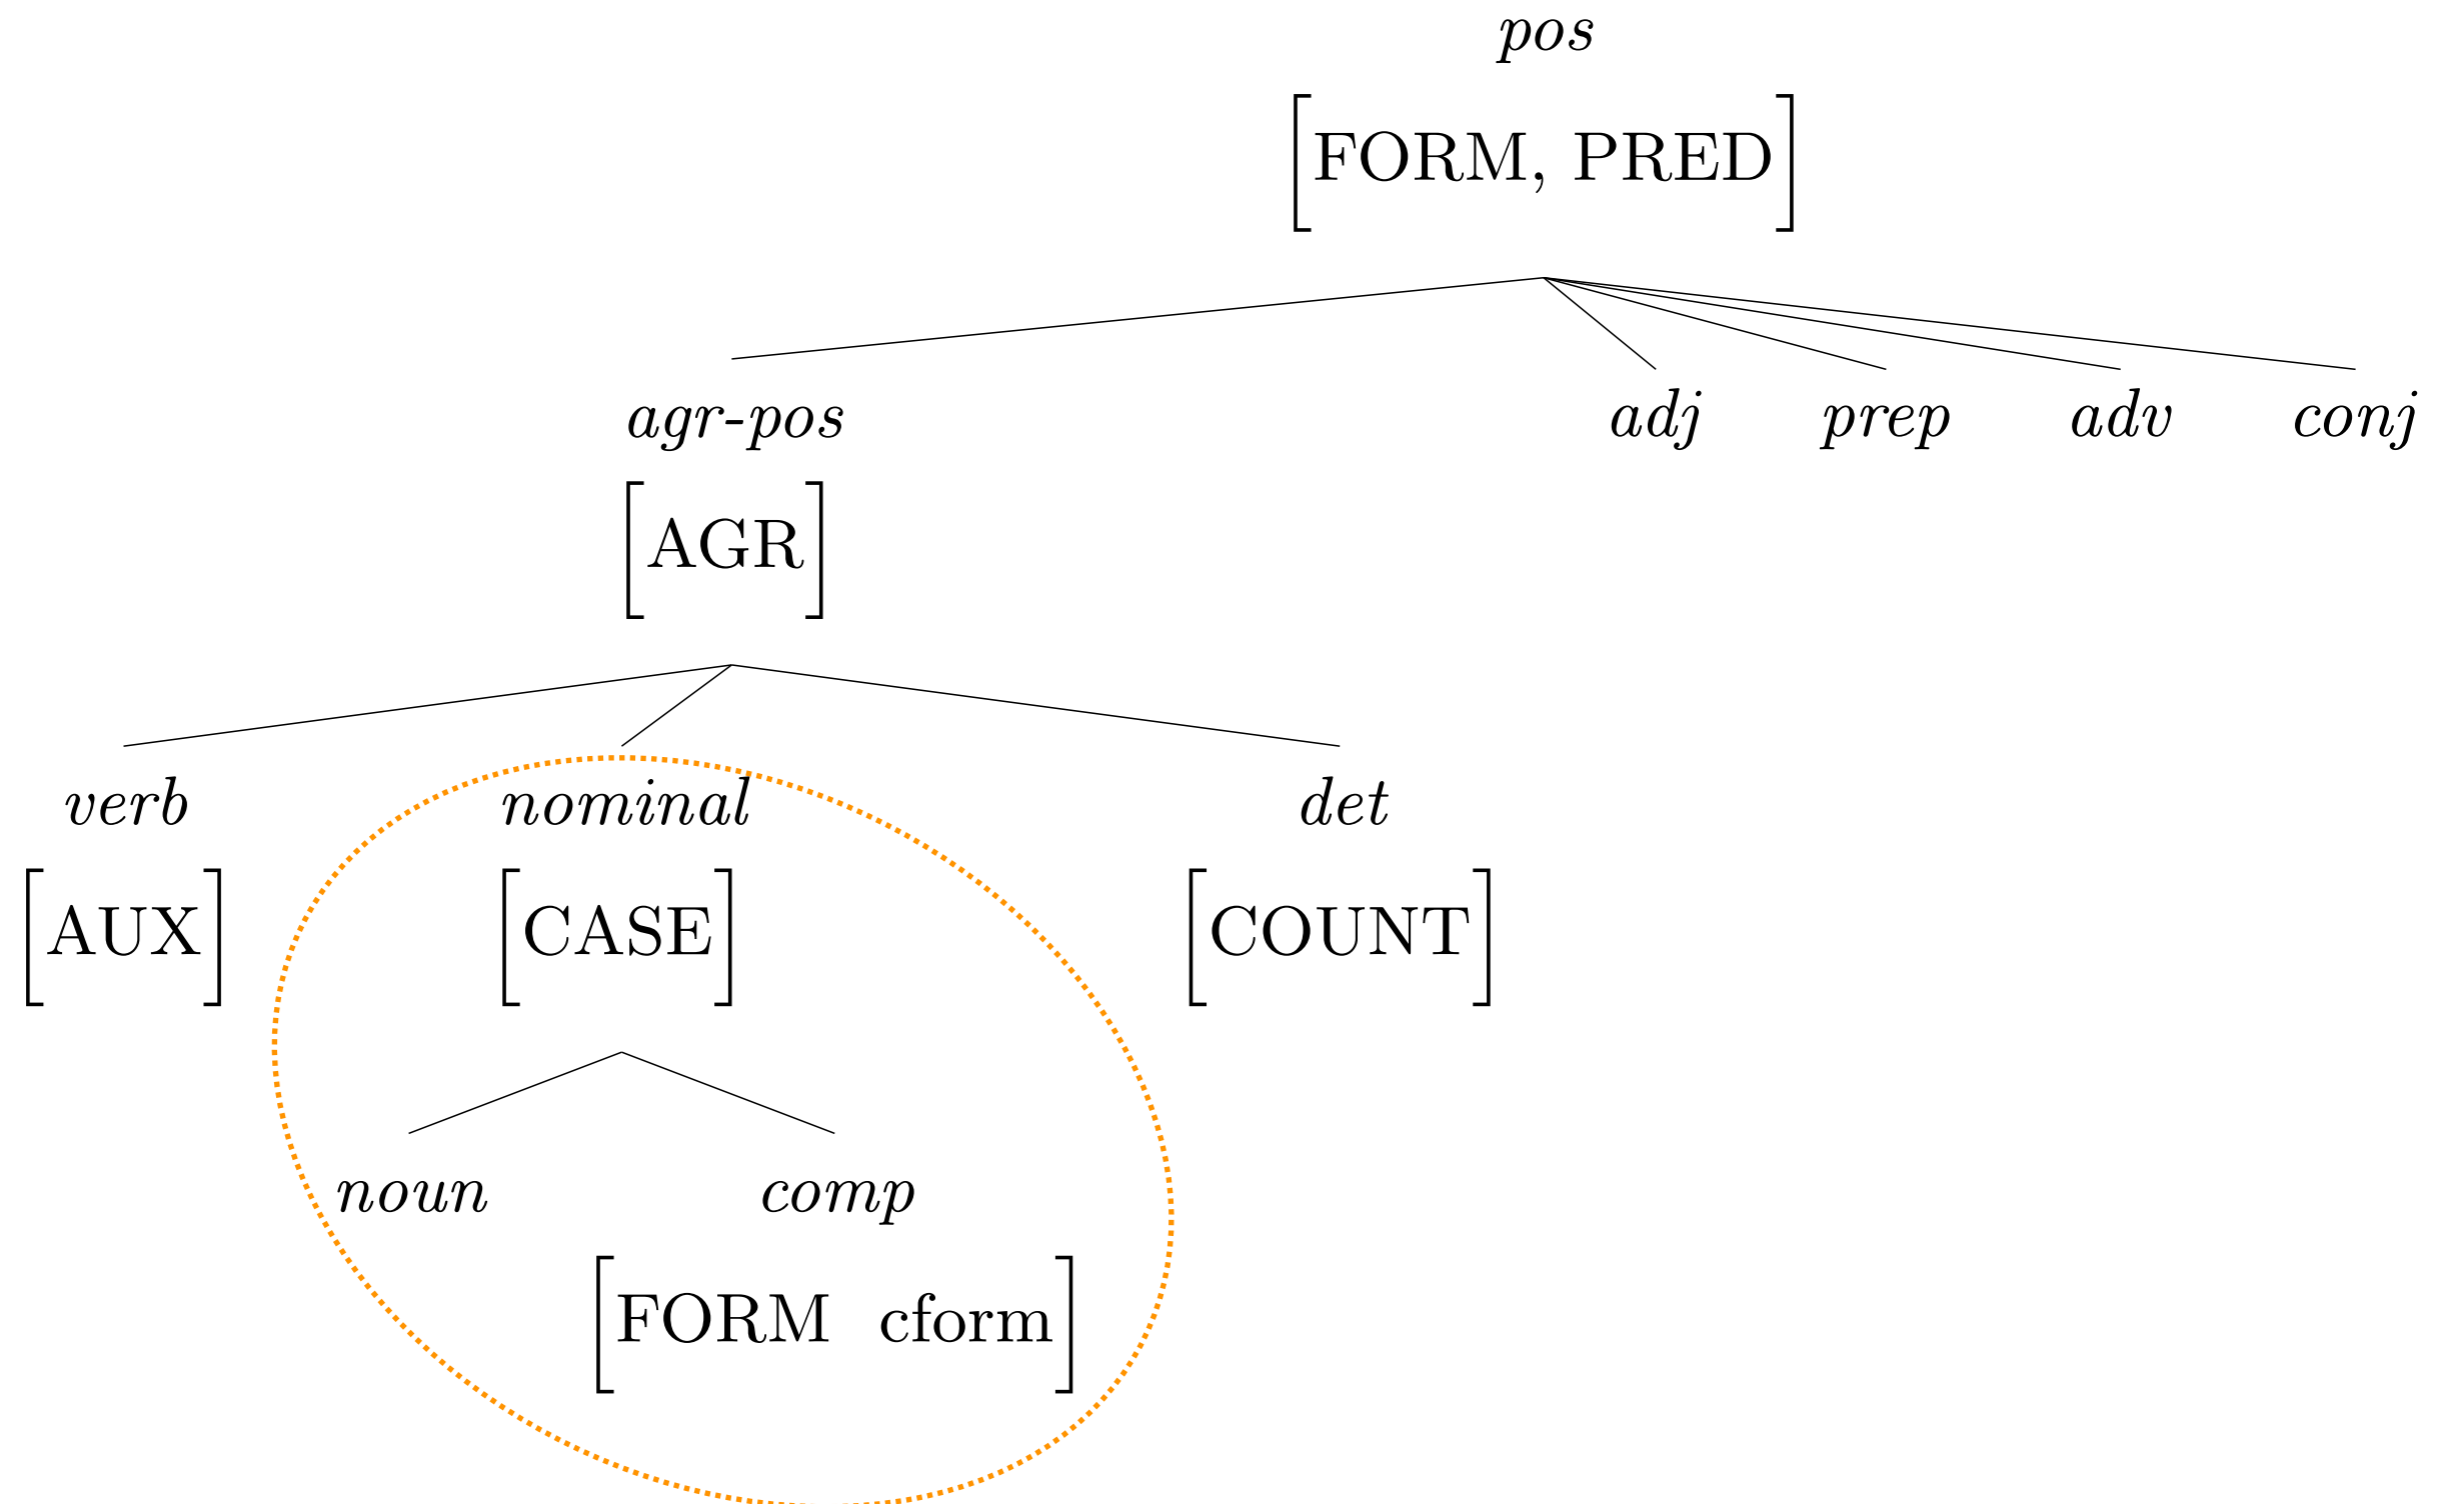 pos
[FORM, PRED]
agr-pos adj prep adv conj
[AGR]
verb nominal det
[AUX] [CASE] [COUNT]
noun comp
[FORM cform]